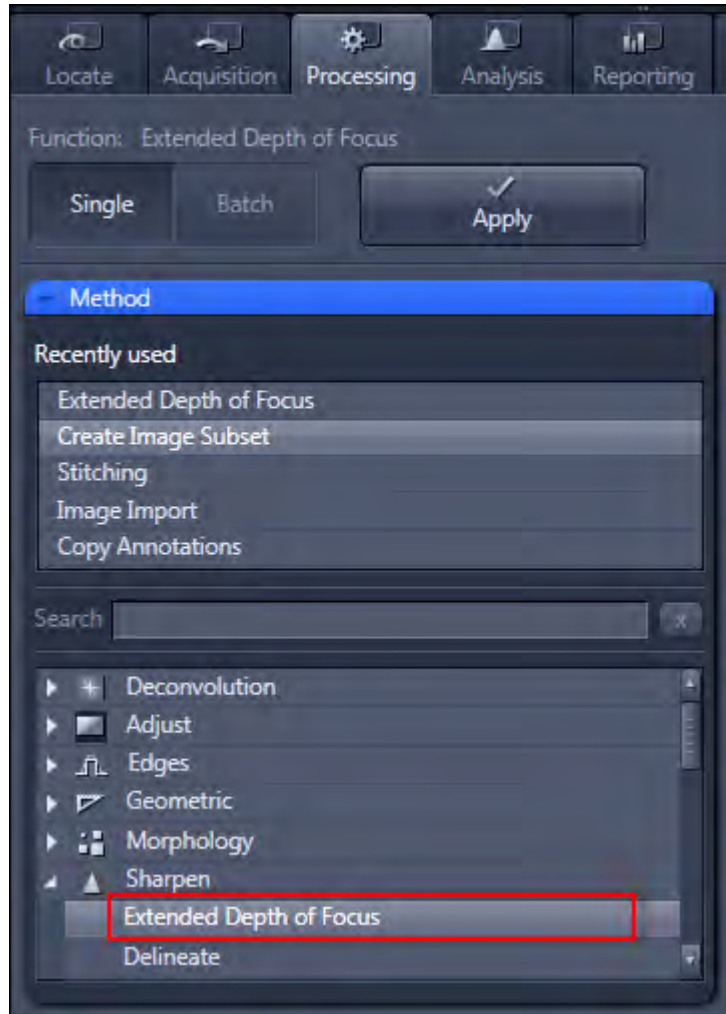 Locate Acquisition Processing Analysis Reporting
Function: Extended Depth of Focus
Single Batch Apply
Method
Recently used
Extended Depth of Focus
Create Image Subset
Stitching
Image Import
Copy Annotations
Search x
Deconvolution
Adjust
Edges
Geometric
Morphology
Sharpen
Extended Depth of Focus
Delineate